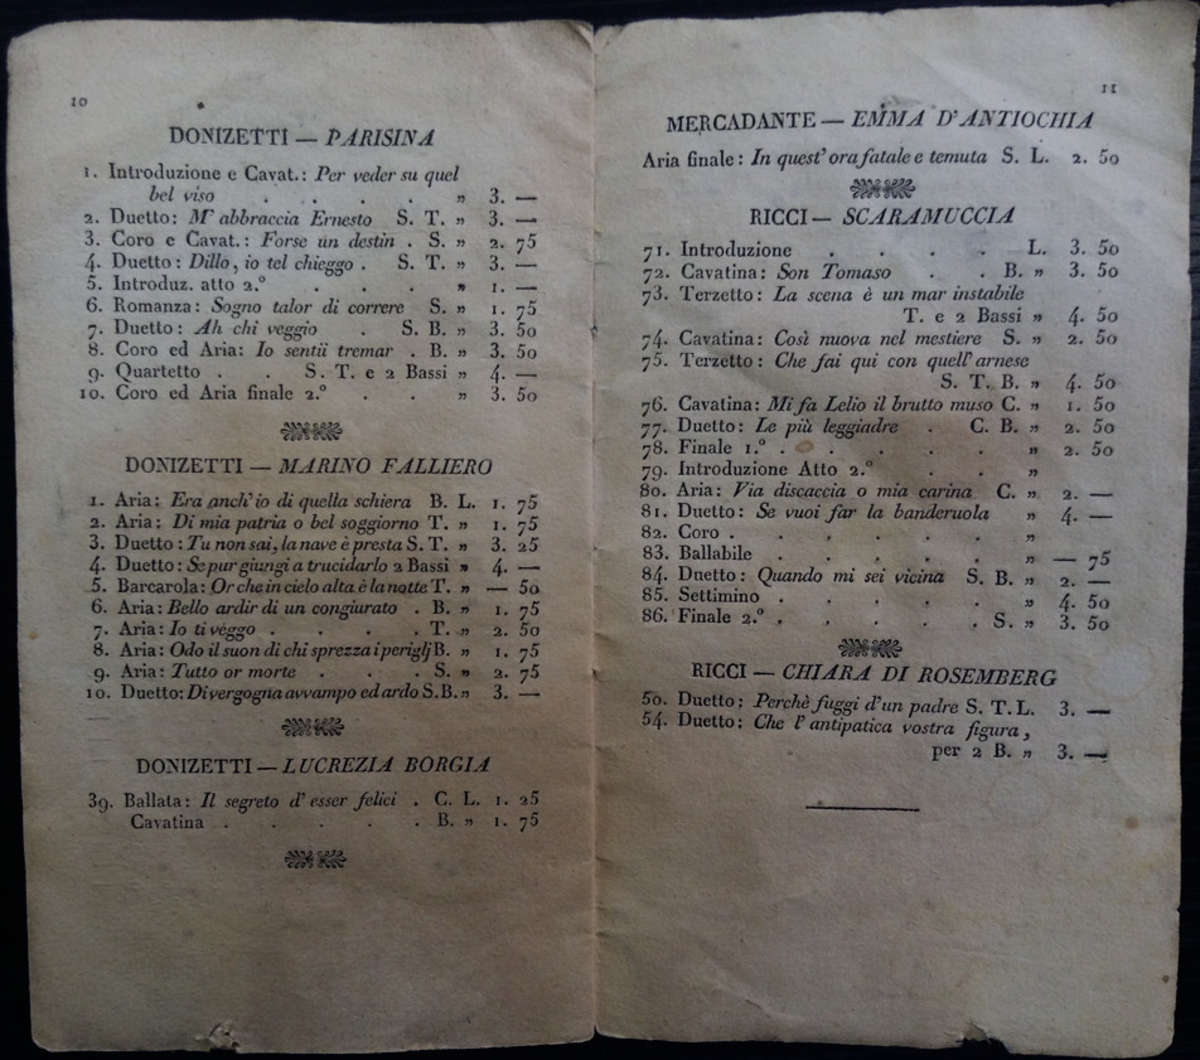 10
DONIZETTI — PARISINA
1. Introduzione e Cavat.: Per veder su quel
bel viso . . . . „ 3. —
2. Duetto: M' abbraccia Ernesto S. T. „ 3. —
3. Coro e Cavat.: Forse un destin . S. „ 2. 75
4. Duetto: Dillo, io tel chieggo . S. T. „ 3. —
5. Introduz. atto 2.° . . . . „ 1. —
6. Romanza: Sogno talor di correre S. „ 1. 75
7. Duetto: Ah chi veggio . S. B. „ 3. 50
8. Coro ed Aria: Io sentii tremar . B. „ 3. 50
9. Quartetto . . S. T. e 2 Bassi „ 4. —
10. Coro ed Aria finale 2.° . . „ 3. 50
DONIZETTI — MARINO FALLIERO
1. Aria: Era anch' io di quella schiera B. L. 1. 75
2. Aria: Di mia patria o bel soggiorno T. „ 1. 75
3. Duetto: Tu non sai, la nave è presta S. T. „ 3. 25
4. Duetto: Se pur giungi a trucidarlo 2 Bassi „ 4. —
5. Barcarola: Or che in cielo alta è la notte T. „ — 50
6. Aria: Bello ardir di un congiurato . B. „ 1. 75
7. Aria: Io ti veggo . . . . T. „ 2. 50
8. Aria: Odo il suon di chi sprezza i periglj B. „ 1. 75
9. Aria: Tutto or morte . . . S. „ 2. 75
10. Duetto: Di vergogna avvampo ed ardo S. B. „ 3. —
DONIZETTI — LUCREZIA BORGIA
39. Ballata: Il segreto d' esser felici . C. L. 1. 25
Cavatina . . . . . B. „ 1. 75
11
MERCADANTE — EMMA D'ANTIOCHIA
Aria finale: In quest' ora fatale e temuta S. L. 2. 50
RICCI — SCARAMUCCIA
71. Introduzione . . . . L. 3. 50
72. Cavatina: Son Tomaso . . B. „ 3. 50
73. Terzetto: La scena è un mar instabile
T. e 2 Bassi „ 4. 50
74. Cavatina: Così nuova nel mestiere S. „ 2. 50
75. Terzetto: Che fai qui con quell' arnese
S. T. B. „ 4. 50
76. Cavatina: Mi fa Lelio il brutto muso C. „ 1. 50
77. Duetto: Le più leggiadre . C. B. „ 2. 50
78. Finale 1.° . . . . . „ 2. 50
79. Introduzione Atto 2.° . . „
80. Aria: Via discaccia o mia carina C. „ 2. —
81. Duetto: Se vuoi far la banderuola „ 4. —
82. Coro . . . . . . „
83. Ballabile . . . . . „ — 75
84. Duetto: Quando mi sei vicina S. B. „ 2. —
85. Settimino . . . . . „ 4. 50
86. Finale 2.° . . . . . S. „ 3. 50
RICCI — CHIARA DI ROSEMBERG
50. Duetto: Perchè fuggi d'un padre S. T. L. 3. —
54. Duetto: Che l' antipatica vostra figura,
per 2 B. „ 3. —